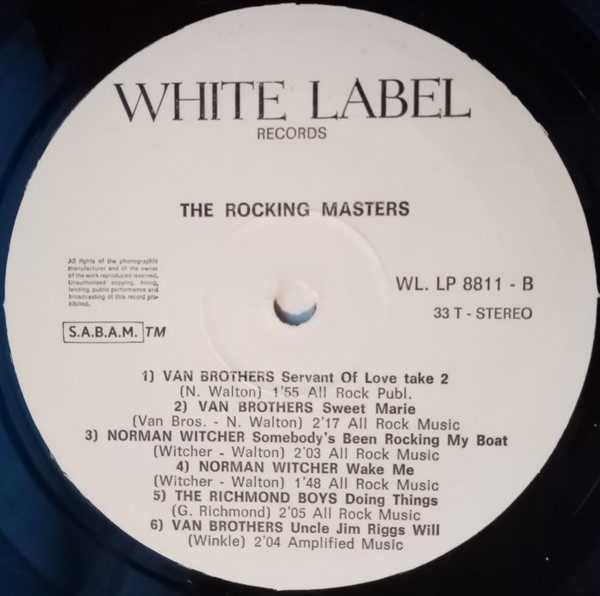 WHITE LABEL
RECORDS
THE ROCKING MASTERS
All rights of the phonographic
manufacturer and of the owner
of the work reproduced reserved.
Unauthorised copying, hiring,
lending, public performance and
broadcasting of this record pro-
hibited.
WL. LP 8811 - B
33 T - STEREO
S.A.B.A.M. TM
1) VAN BROTHERS Servant Of Love take 2
(N. Walton) 1'55 All Rock Publ.
2) VAN BROTHERS Sweet Marie
(Van Bros. - N. Walton) 2'17 All Rock Music
3) NORMAN WITCHER Somebody's Been Rocking My Boat
(Witcher - Walton) 2'03 All Rock Music
4) NORMAN WITCHER Wake Me
(Witcher - Walton) 1'48 All Rock Music
5) THE RICHMOND BOYS Doing Things
(G. Richmond) 2'05 All Rock Music
6) VAN BROTHERS Uncle Jim Riggs Will
(Winkle) 2'04 Amplified Music